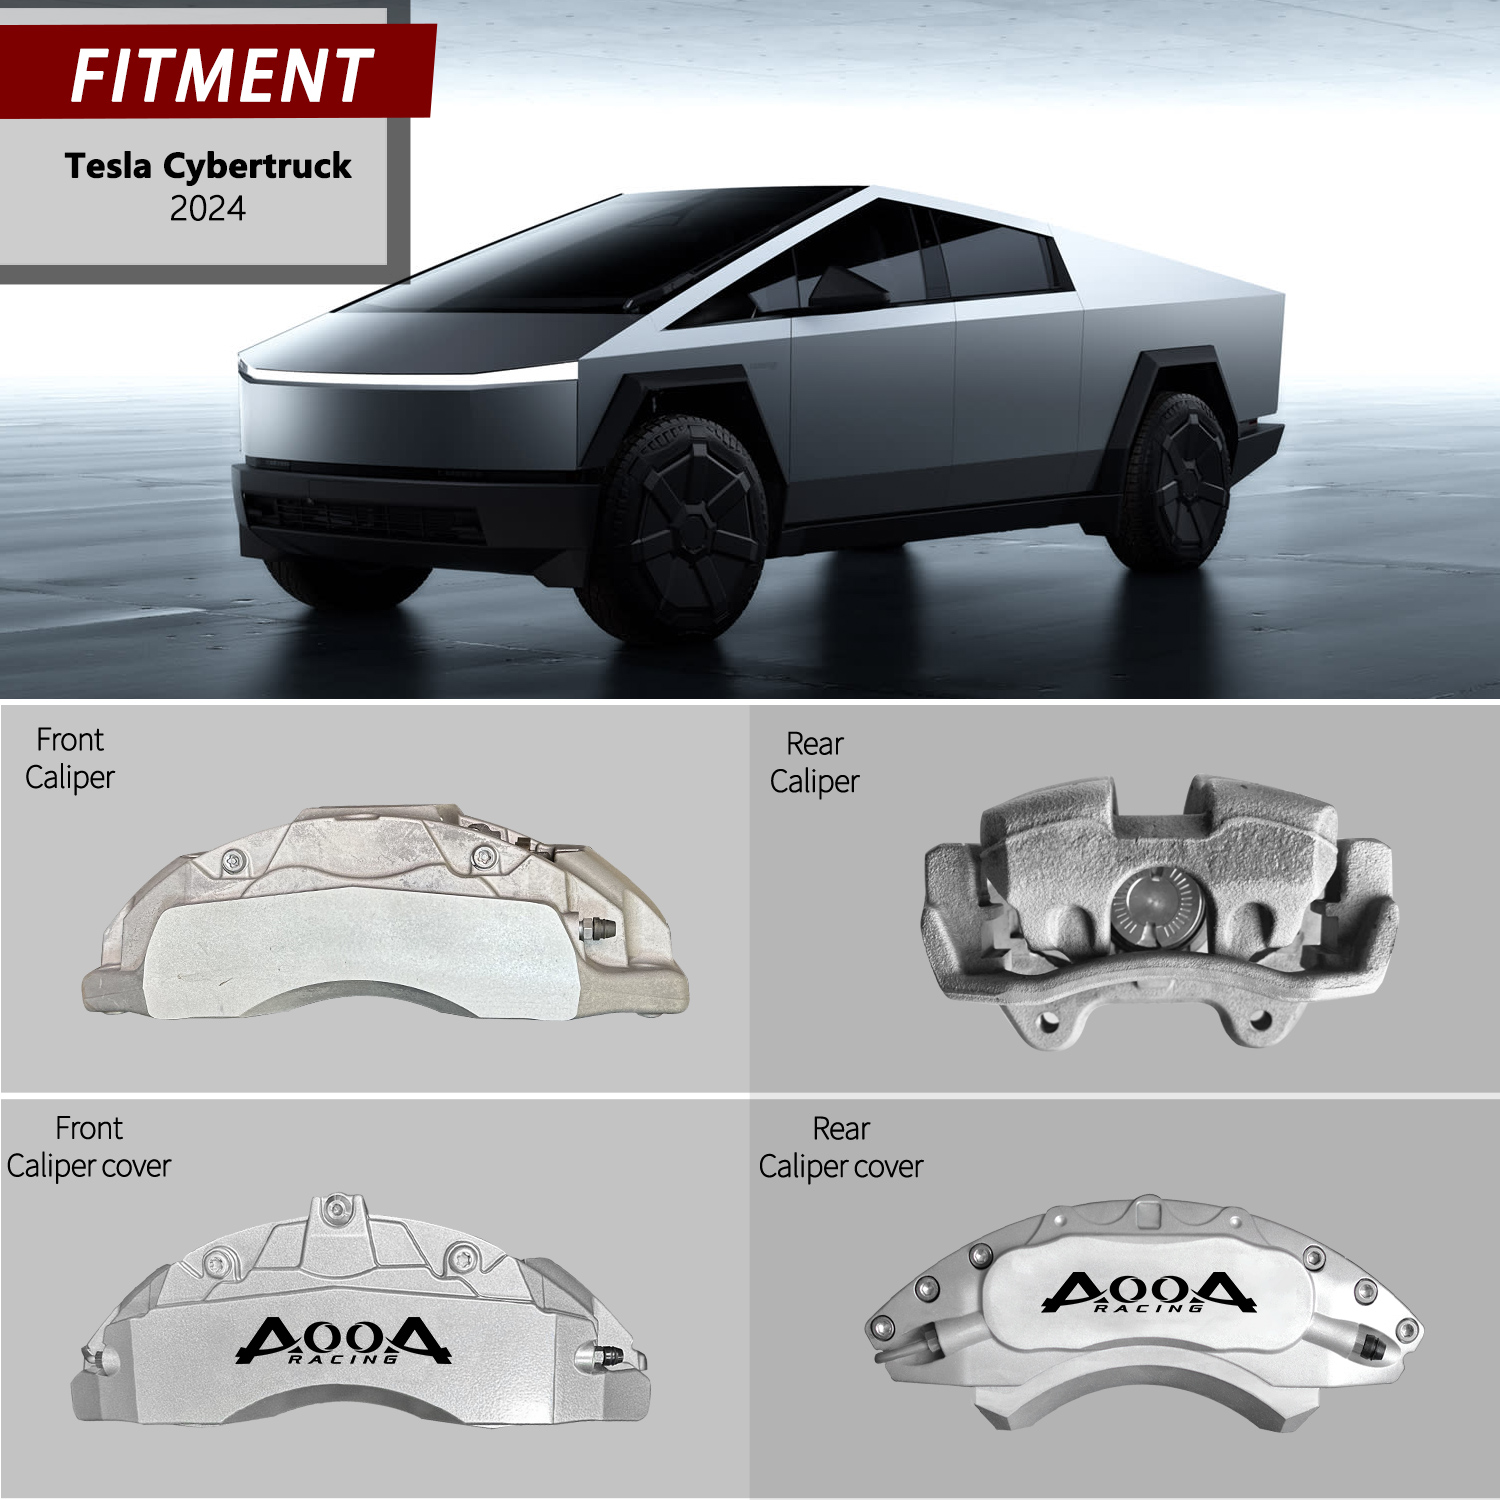 FITMENT
Tesla Cybertruck
2024
Front
Caliper
Rear
Caliper
Front
Caliper cover
Rear
Caliper cover
AOOA
RACING
AOOA
RACING